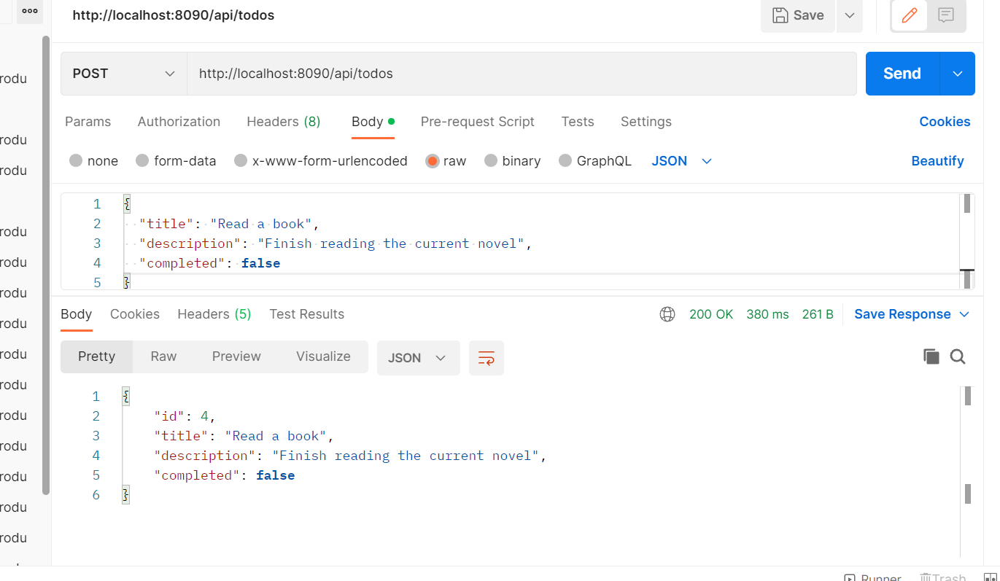 http://localhost:8090/api/todos
Save
POST
http://localhost:8090/api/todos
Send
Params Authorization Headers (8) Body Pre-request Script Tests Settings Cookies
none form-data x-www-form-urlencoded raw binary GraphQL JSON Beautify
1 {
2 "title": "Read a book",
3 "description": "Finish reading the current novel",
4 "completed": false
5 }
Body Cookies Headers (5) Test Results 200 OK 380 ms 261 B Save Response
Pretty Raw Preview Visualize JSON
1 {
2 "id": 4,
3 "title": "Read a book",
4 "description": "Finish reading the current novel",
5 "completed": false
6 }
rodu
rodu
rodu
rodu
rodu
rodu
rodu
rodu
rodu
rodu
rodu
rodu
rodu
rodu
Runner Trash